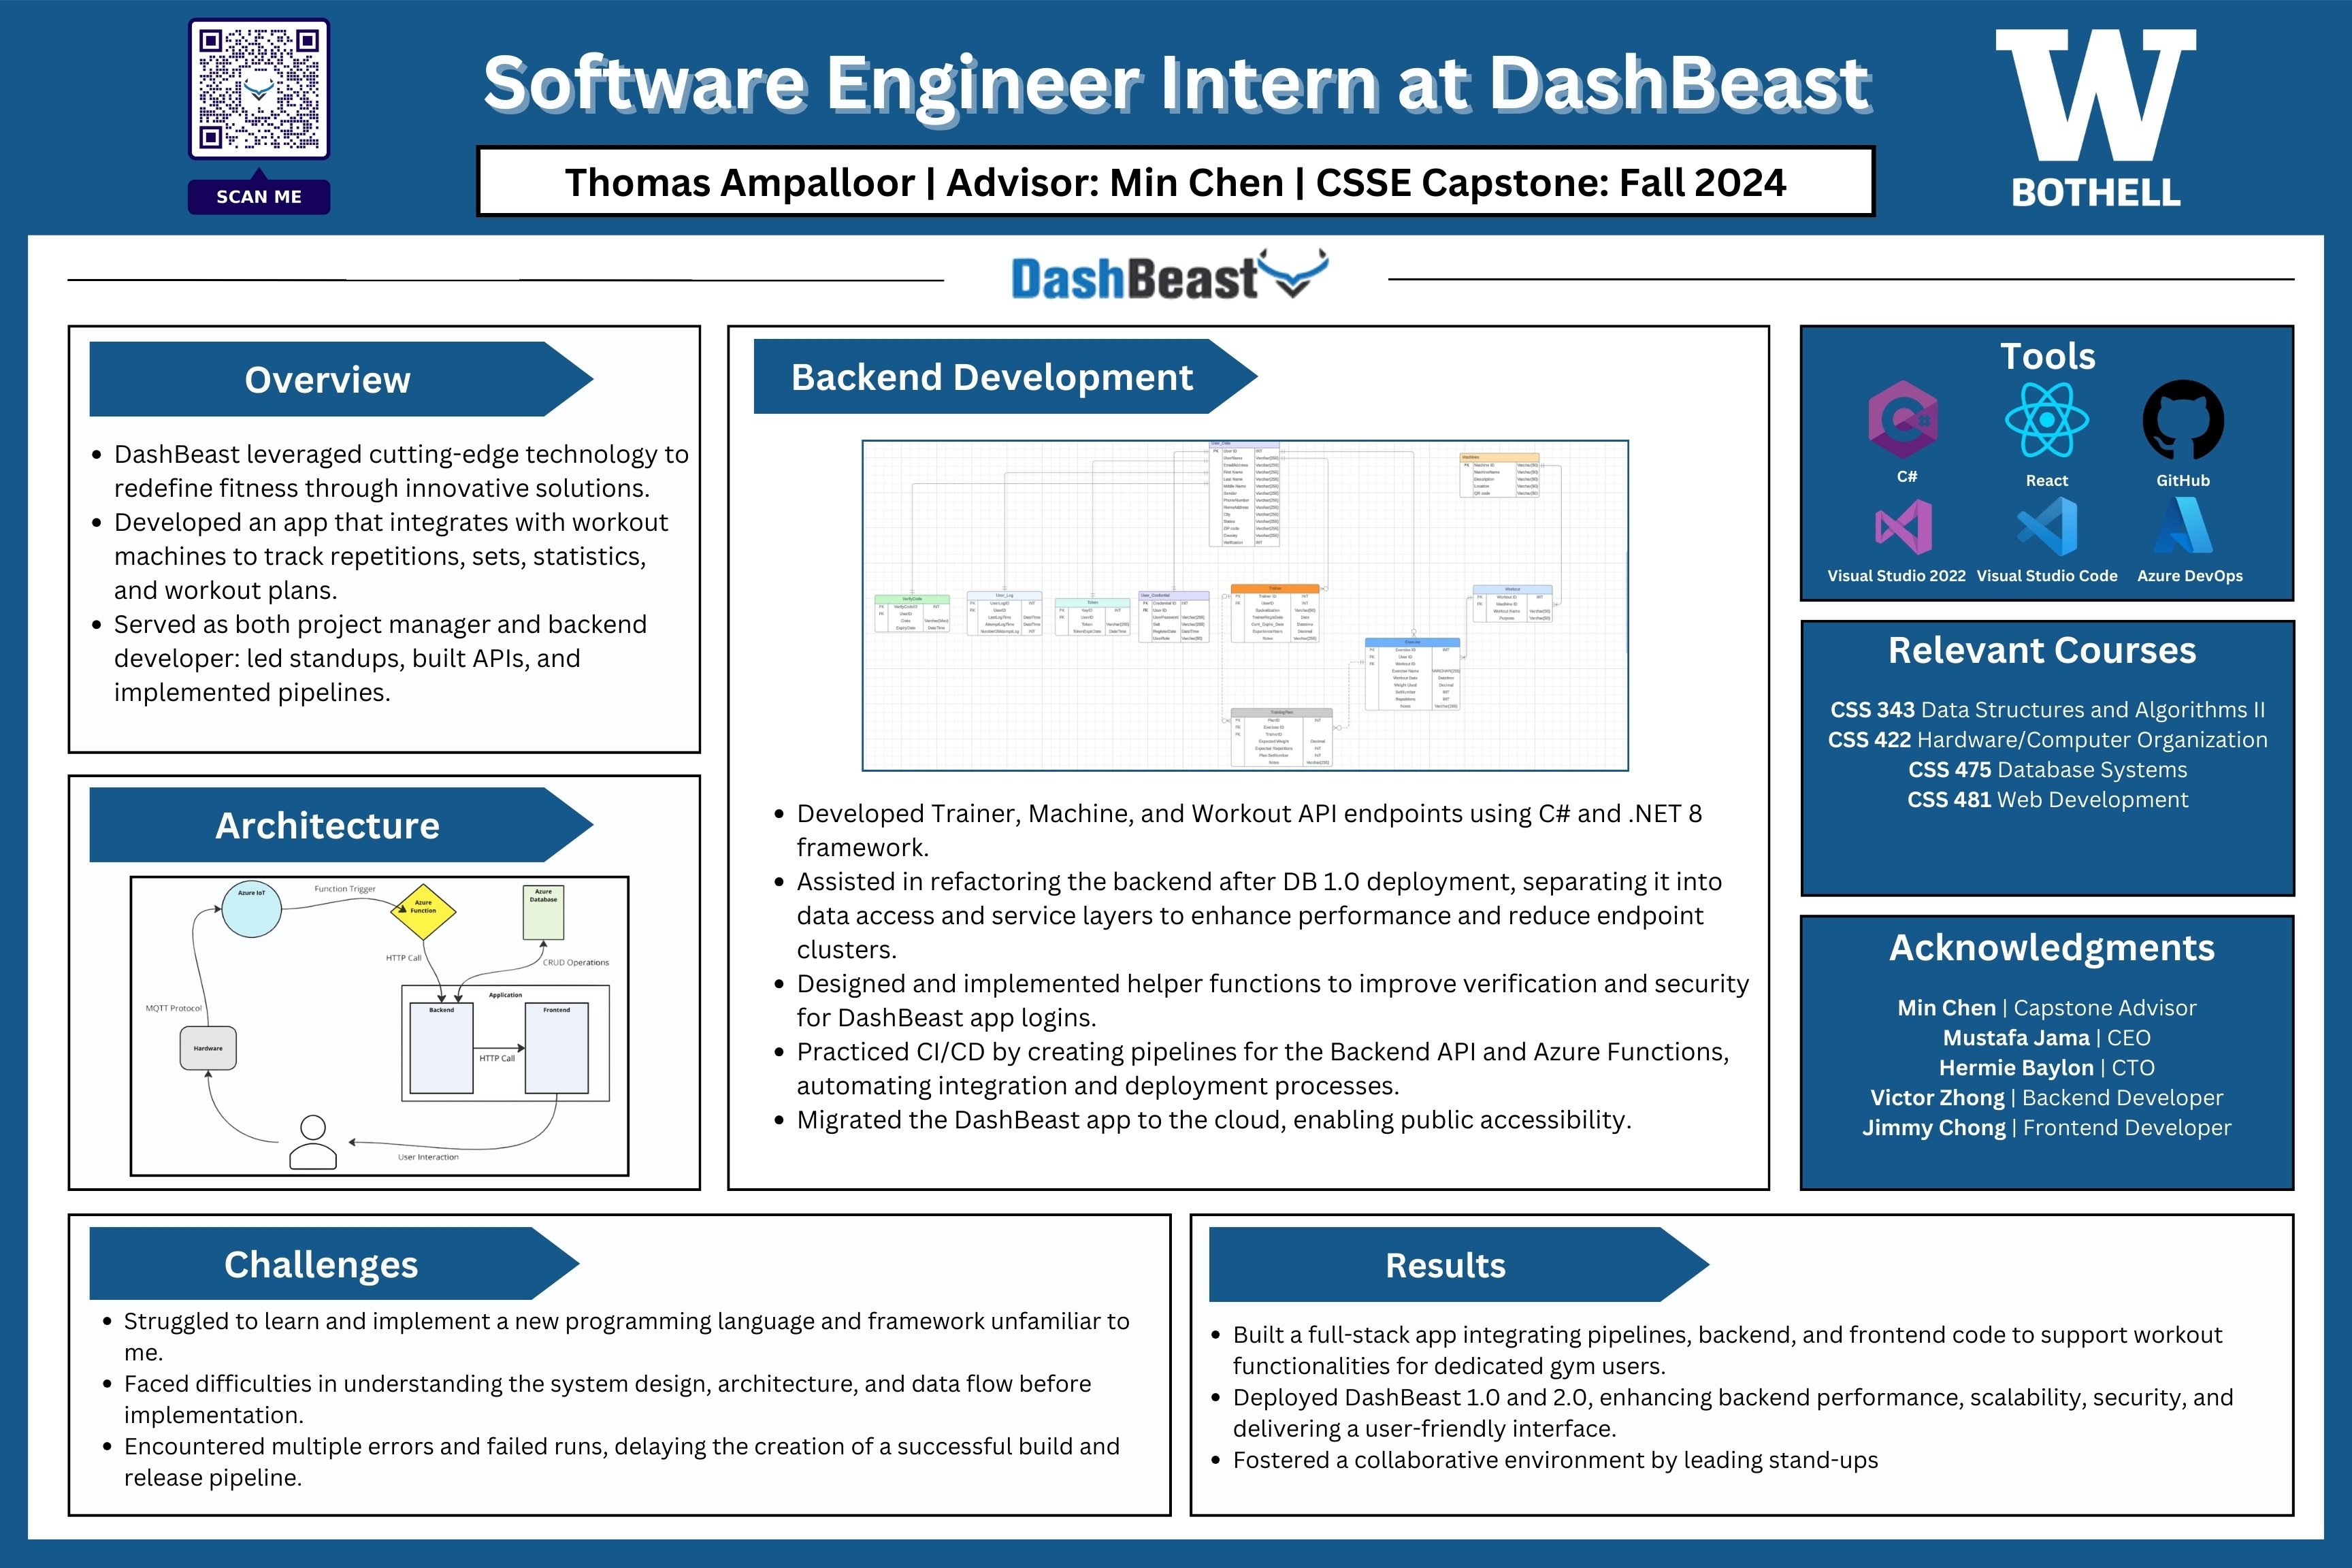 Software Engineer Intern at DashBeast
SCAN ME
Thomas Ampalloor | Advisor: Min Chen | CSSE Capstone: Fall 2024
W
BOTHELL
DashBeast
Overview
• DashBeast leveraged cutting-edge technology to
redefine fitness through innovative solutions.
• Developed an app that integrates with workout
machines to track repetitions, sets, statistics,
and workout plans.
• Served as both project manager and backend
developer: led standups, built APIs, and
implemented pipelines.
Architecture
Azure IoT
Function Trigger
Azure
Function
Azure
Database
HTTP Call
CRUD Operations
MQTT Protocol
Application
Backend
Frontend
Hardware
HTTP Call
User Interaction
Backend Development
• Developed Trainer, Machine, and Workout API endpoints using C# and .NET 8
framework.
• Assisted in refactoring the backend after DB 1.0 deployment, separating it into
data access and service layers to enhance performance and reduce endpoint
clusters.
• Designed and implemented helper functions to improve verification and security
for DashBeast app logins.
• Practiced CI/CD by creating pipelines for the Backend API and Azure Functions,
automating integration and deployment processes.
• Migrated the DashBeast app to the cloud, enabling public accessibility.
Tools
C#
React
GitHub
Visual Studio 2022
Visual Studio Code
Azure DevOps
Relevant Courses
CSS 343 Data Structures and Algorithms II
CSS 422 Hardware/Computer Organization
CSS 475 Database Systems
CSS 481 Web Development
Acknowledgments
Min Chen | Capstone Advisor
Mustafa Jama | CEO
Hermie Baylon | CTO
Victor Zhong | Backend Developer
Jimmy Chong | Frontend Developer
Challenges
• Struggled to learn and implement a new programming language and framework unfamiliar to
me.
• Faced difficulties in understanding the system design, architecture, and data flow before
implementation.
• Encountered multiple errors and failed runs, delaying the creation of a successful build and
release pipeline.
Results
• Built a full-stack app integrating pipelines, backend, and frontend code to support workout
functionalities for dedicated gym users.
• Deployed DashBeast 1.0 and 2.0, enhancing backend performance, scalability, security, and
delivering a user-friendly interface.
• Fostered a collaborative environment by leading stand-ups